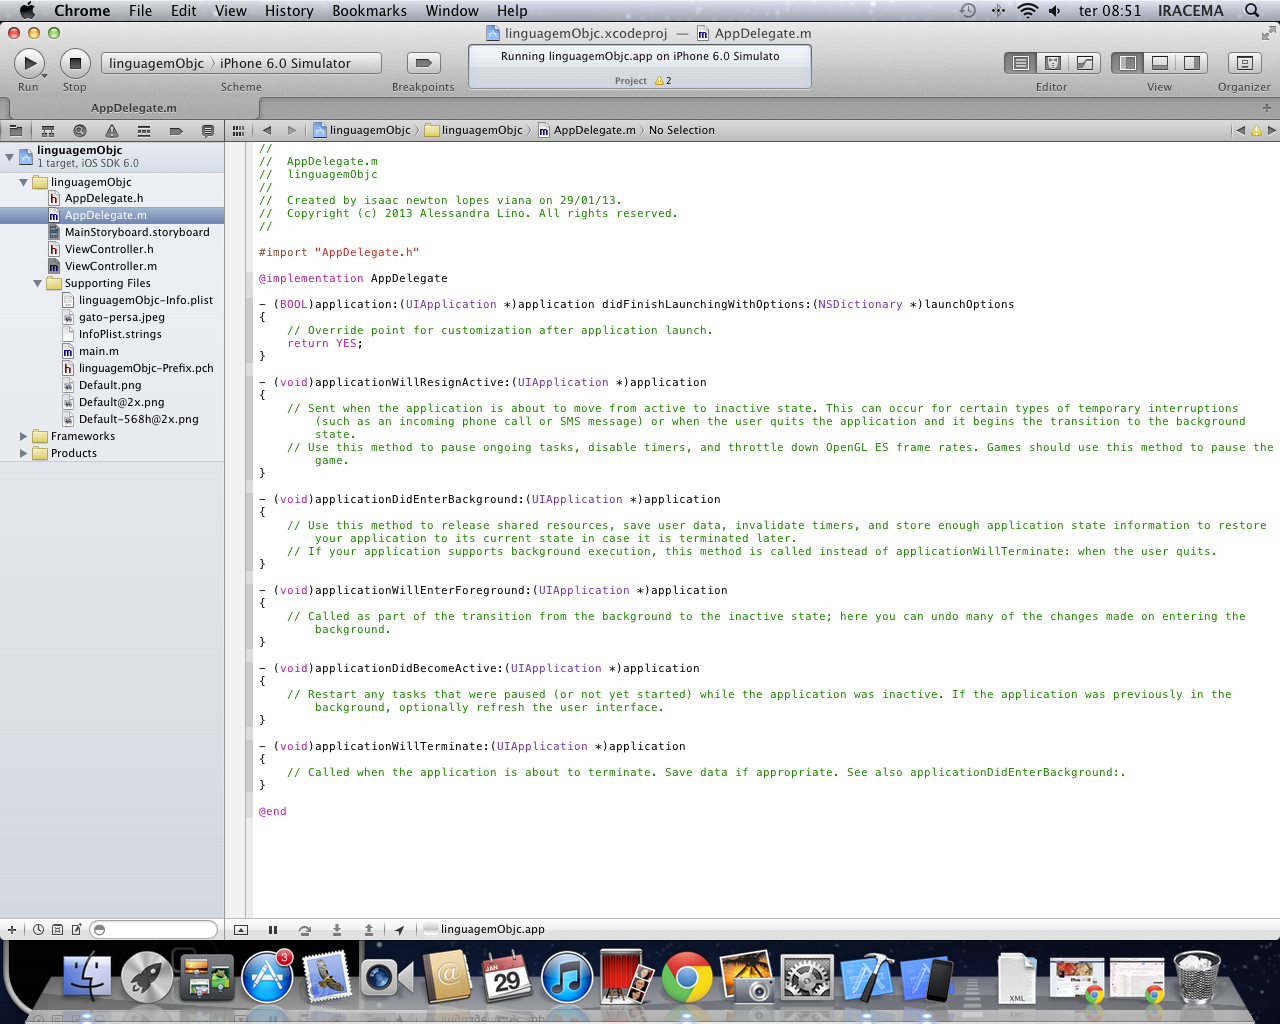 Chrome File Edit View History Bookmarks Window Help ter 08:51 IRACEMA
linguagemObjc.xcodeproj — AppDelegate.m
linguagemObjc iPhone 6.0 Simulator
Running linguagemObjc.app on iPhone 6.0 Simulato
Project 2
Run Stop Scheme Breakpoints Editor View Organizer
AppDelegate.m
linguagemObjc linguagemObjc AppDelegate.m No Selection
linguagemObjc
1 target, iOS SDK 6.0
linguagemObjc
AppDelegate.h
AppDelegate.m
MainStoryboard.storyboard
ViewController.h
ViewController.m
Supporting Files
linguagemObjc-Info.plist
gato-persa.jpeg
InfoPlist.strings
main.m
linguagemObjc-Prefix.pch
Default.png
Default@2x.png
Default-568h@2x.png
Frameworks
Products
//
//  AppDelegate.m
//  linguagemObjc
//
//  Created by isaac newton lopes viana on 29/01/13.
//  Copyright (c) 2013 Alessandra Lino. All rights reserved.
//
#import "AppDelegate.h"
@implementation AppDelegate
- (BOOL)application:(UIApplication *)application didFinishLaunchingWithOptions:(NSDictionary *)launchOptions
{
// Override point for customization after application launch.
return YES;
}
- (void)applicationWillResignActive:(UIApplication *)application
{
// Sent when the application is about to move from active to inactive state. This can occur for certain types of temporary interruptions
(such as an incoming phone call or SMS message) or when the user quits the application and it begins the transition to the background
state.
// Use this method to pause ongoing tasks, disable timers, and throttle down OpenGL ES frame rates. Games should use this method to pause the
game.
}
- (void)applicationDidEnterBackground:(UIApplication *)application
{
// Use this method to release shared resources, save user data, invalidate timers, and store enough application state information to restore
your application to its current state in case it is terminated later.
// If your application supports background execution, this method is called instead of applicationWillTerminate: when the user quits.
}
- (void)applicationWillEnterForeground:(UIApplication *)application
{
// Called as part of the transition from the background to the inactive state; here you can undo many of the changes made on entering the
background.
}
- (void)applicationDidBecomeActive:(UIApplication *)application
{
// Restart any tasks that were paused (or not yet started) while the application was inactive. If the application was previously in the
background, optionally refresh the user interface.
}
- (void)applicationWillTerminate:(UIApplication *)application
{
// Called when the application is about to terminate. Save data if appropriate. See also applicationDidEnterBackground:.
}
@end
linguagemObjc.app
3
JAN
29
XML